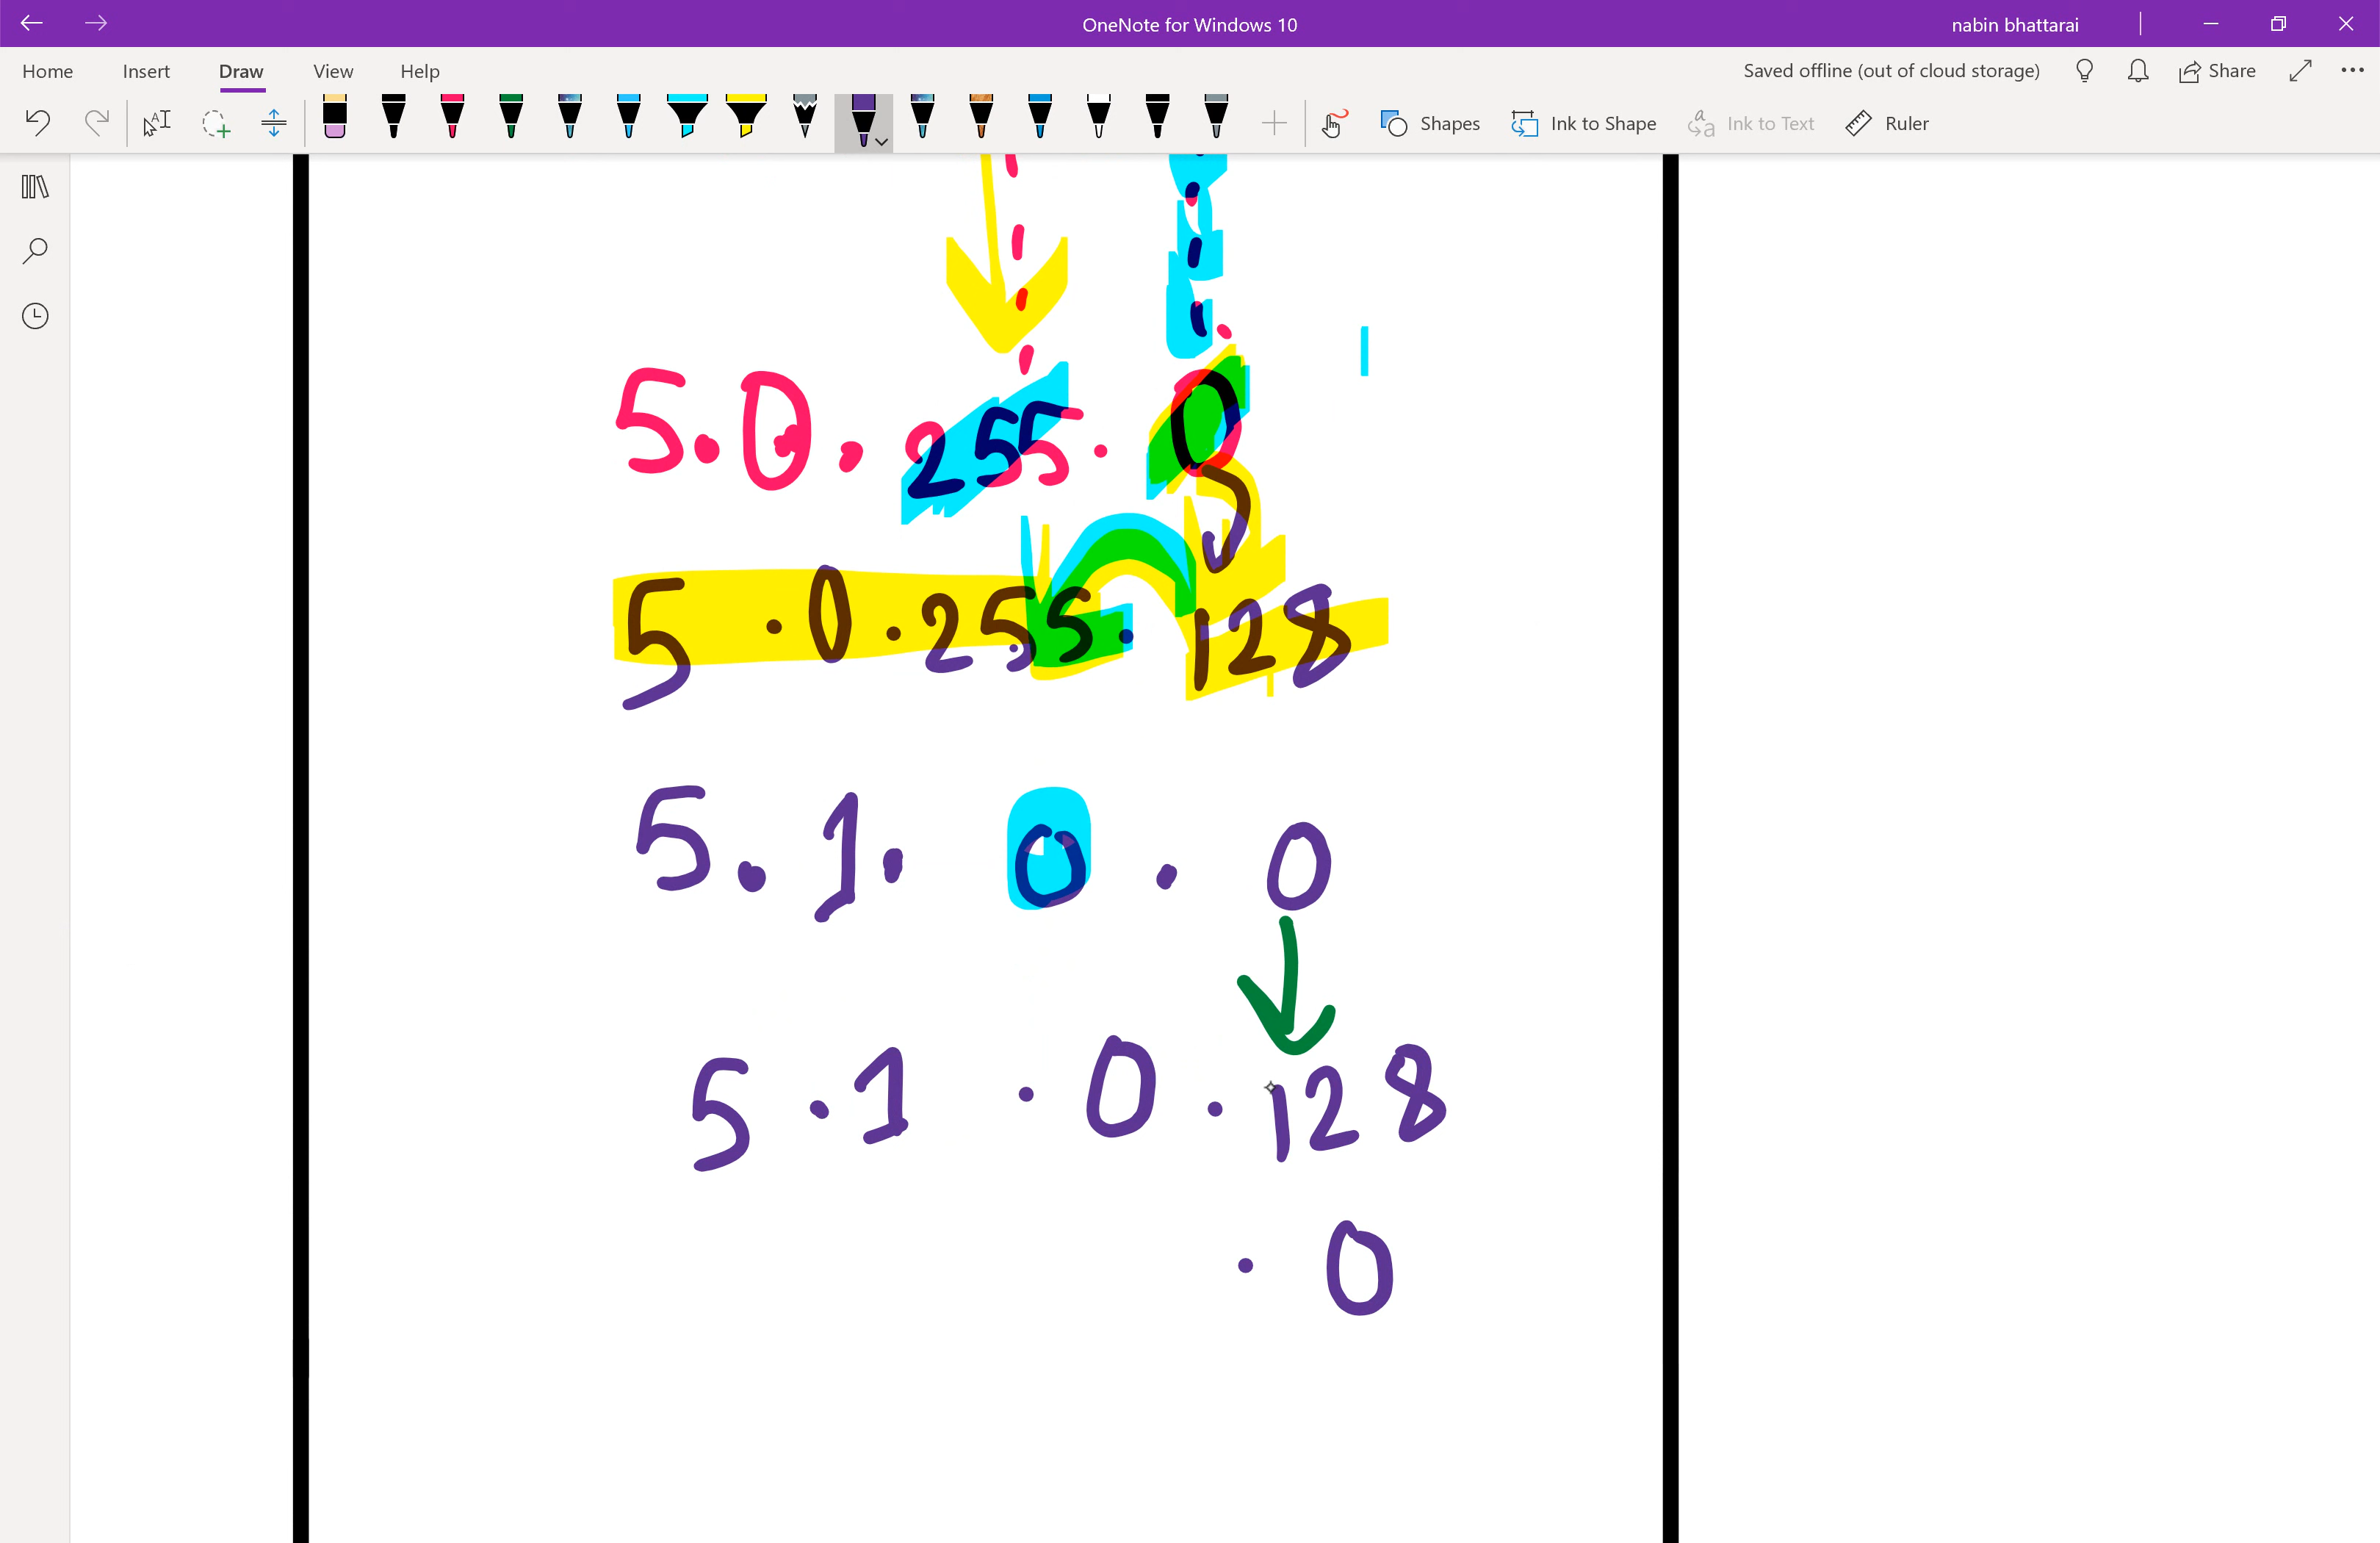 OneNote for Windows 10
nabin bhattarai
Home Insert Draw View Help
Saved offline (out of cloud storage)
Share
Shapes
Ink to Shape
Ink to Text
Ruler
5.0.255.0
5.0.255.128
5.1.0.0
5.1.0.128
.0